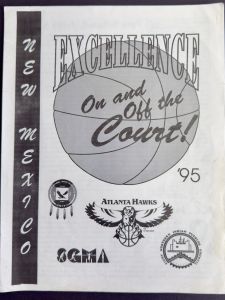 NEW MEXICO
EXCELLENCE
On and
Off the
Court!
'95
ATLANTA HAWKS
SGMA